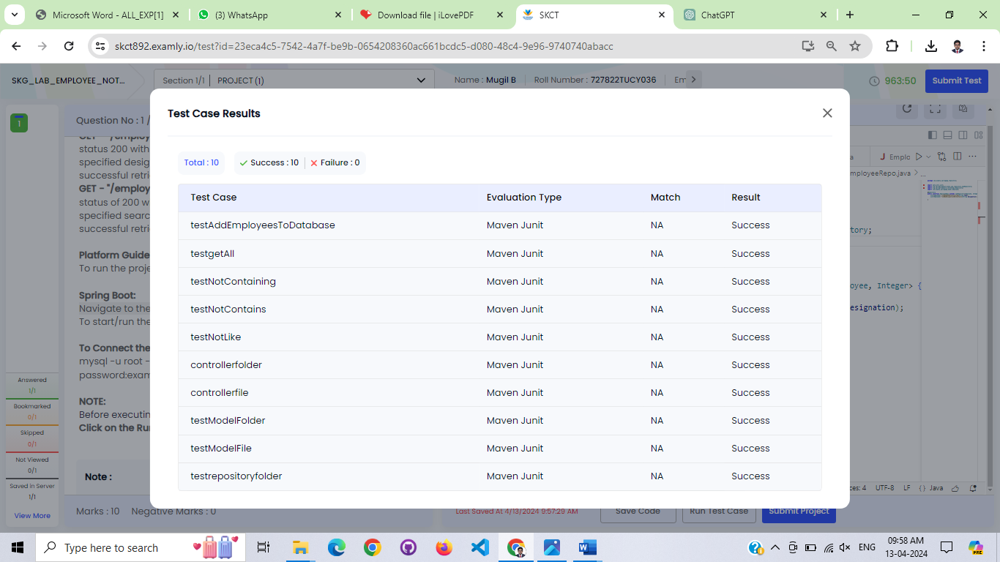 Microsoft Word - ALL_EXP[1]
(3) WhatsApp
Download file | iLovePDF
SKCT
ChatGPT
skct892.examly.io/test?id=23eca4c5-7542-4a7f-be9b-0654208360ac661bcdc5-d080-48c4-9e96-9740740abacc
SKG_LAB_EMPLOYEE_NOT...
Section 1/1 PROJECT (1)
Name : Mugil B
Roll Number : 727822TUCY036
Em
963:50
Submit Test
1
Question No : 1 /
status 200 with
specified desig
successful retri
GET - "/employ
status of 200 w
specified searc
successful retri
Platform Guide
To run the proje
Spring Boot:
Navigate to the
To start/run the
To Connect the
mysql -u root -
password:exam
NOTE:
Before executin
Click on the Run
Note :
Answered
1/1
Bookmarked
0/1
Skipped
0/1
Not Viewed
0/1
Saved in Server
1/1
View More
Marks : 10 Negative Marks : 0
Test Case Results
Total : 10
Success : 10
Failure : 0
Test Case Evaluation Type Match Result
testAddEmployeesToDatabase Maven Junit NA Success
testgetAll Maven Junit NA Success
testNotContaining Maven Junit NA Success
testNotContains Maven Junit NA Success
testNotLike Maven Junit NA Success
controllerfolder Maven Junit NA Success
controllerfile Maven Junit NA Success
testModelFolder Maven Junit NA Success
testModelFile Maven Junit NA Success
testrepositoryfolder Maven Junit NA Success
a
J Emplo
mployeeRepo.java > ...
tory;
oyee, Integer> {
esignation);
ces: 4 UTF-8 LF {} Java
Last Saved At 4/13/2024 9:57:29 AM
Save Code
Run Test Case
Submit Project
Type here to search
ENG
09:58 AM
13-04-2024
PRE